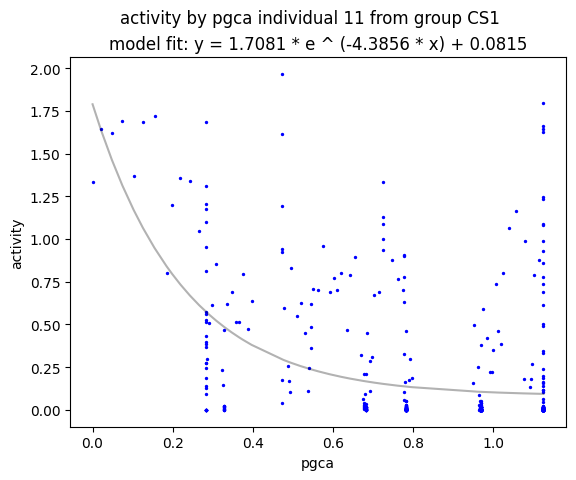 activity by pgca individual 11 from group CS1
model fit: y = 1.7081 * e ^ (-4.3856 * x) + 0.0815
2.00
1.75
1.50
1.25
1.00
0.75
0.50
0.25
0.00
activity
0.0 0.2 0.4 0.6 0.8 1.0
pgca